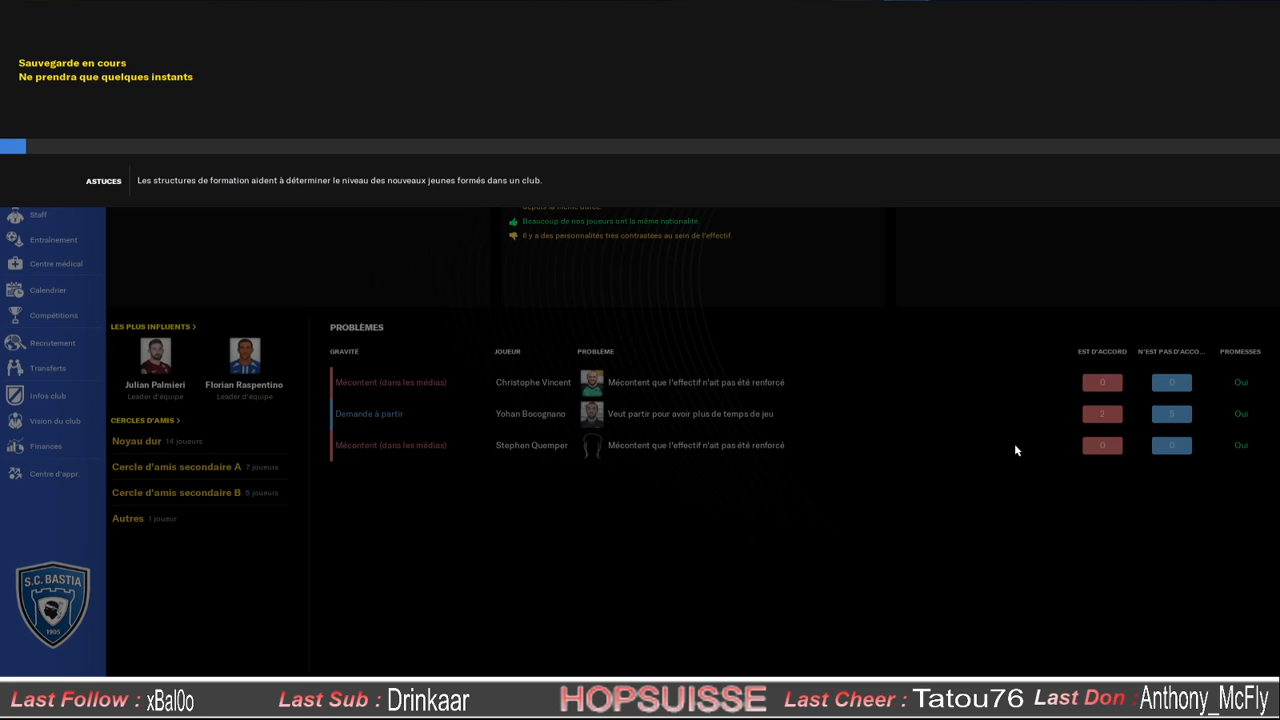 Sauvegarde en cours
Ne prendra que quelques instants
ASTUCES Les structures de formation aident à déterminer le niveau des nouveaux jeunes formés dans un club.
Staff
Entraînement
Centre médical
Calendrier
Compétitions
Recrutement
Transferts
Infos club
Vision du club
Finances
Centre d'appr.
S.C. BASTIA
1905
depuis la même durée.
Beaucoup de nos joueurs ont la même nationalité.
Il y a des personnalités très contrastées au sein de l'effectif.
LES PLUS INFLUENTS >
Julian Palmieri Florian Raspentino
Leader d'équipe Leader d'équipe
CERCLES D'AMIS >
Noyau dur 14 joueurs
Cercle d'amis secondaire A 7 joueurs
Cercle d'amis secondaire B 5 joueurs
Autres 1 joueur
PROBLÈMES
GRAVITÉ JOUEUR PROBLÈME EST D'ACCORD N'EST PAS D'ACCO... PROMESSES
Mécontent (dans les médias) Christophe Vincent Mécontent que l'effectif n'ait pas été renforcé 0 0 Oui
Demande à partir Yohan Bocognano Veut partir pour avoir plus de temps de jeu 2 5 Oui
Mécontent (dans les médias) Stephen Quemper Mécontent que l'effectif n'ait pas été renforcé 0 0 Oui
Last Follow : xBal0o Last Sub : Drinkaar HOPSUISSE Last Cheer : Tatou76 Last Don : Anthony_McFly